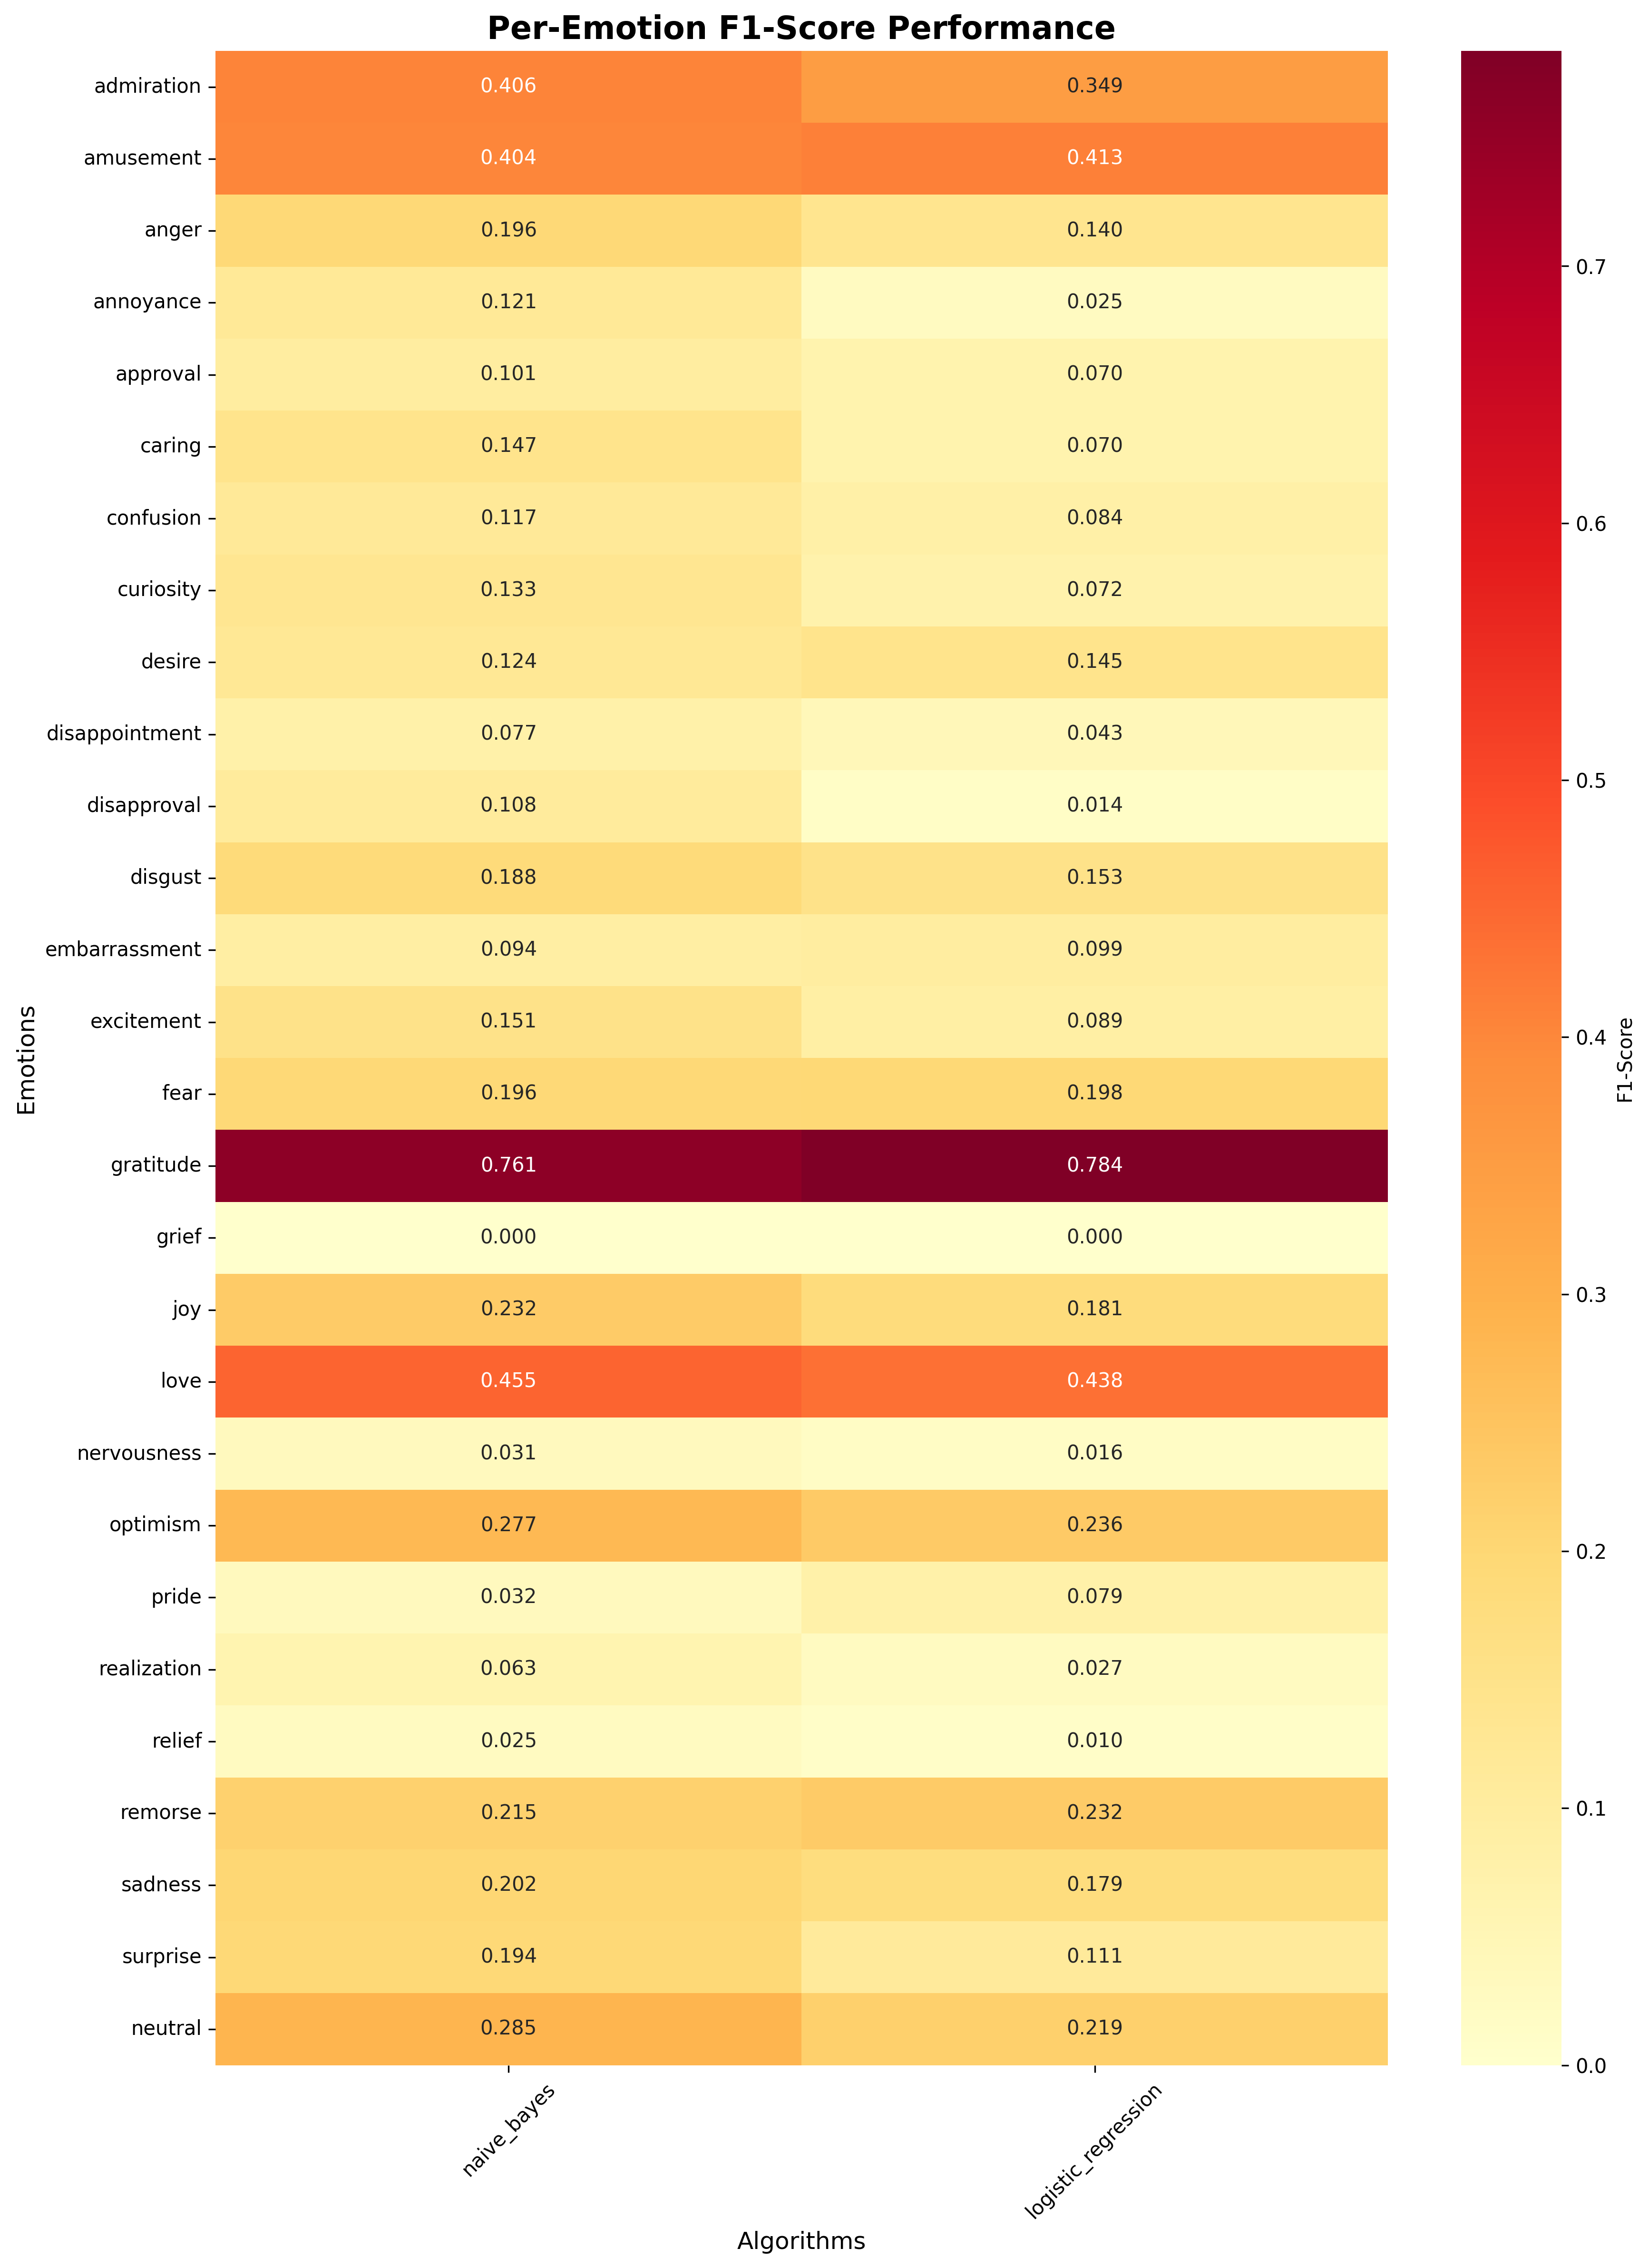 Per-Emotion F1-Score Performance
admiration 0.406 0.349
amusement 0.404 0.413
anger 0.196 0.140
annoyance 0.121 0.025
approval 0.101 0.070
caring 0.147 0.070
confusion 0.117 0.084
curiosity 0.133 0.072
desire 0.124 0.145
disappointment 0.077 0.043
disapproval 0.108 0.014
disgust 0.188 0.153
embarrassment 0.094 0.099
excitement 0.151 0.089
fear 0.196 0.198
gratitude 0.761 0.784
grief 0.000 0.000
joy 0.232 0.181
love 0.455 0.438
nervousness 0.031 0.016
optimism 0.277 0.236
pride 0.032 0.079
realization 0.063 0.027
relief 0.025 0.010
remorse 0.215 0.232
sadness 0.202 0.179
surprise 0.194 0.111
neutral 0.285 0.219
Emotions
naive_bayes
logistic_regression
Algorithms
0.7
0.6
0.5
0.4
0.3
0.2
0.1
0.0
F1-Score